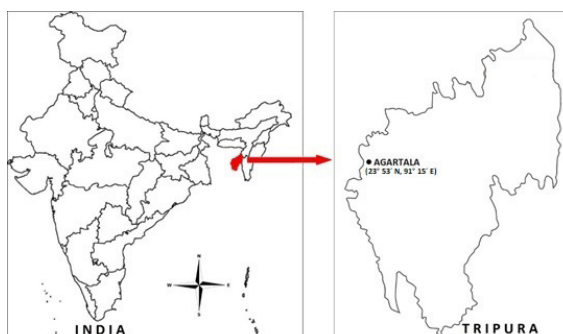 N
W E
S
INDIA
AGARTALA
(23° 53´ N, 91° 15´ E)
TRIPURA